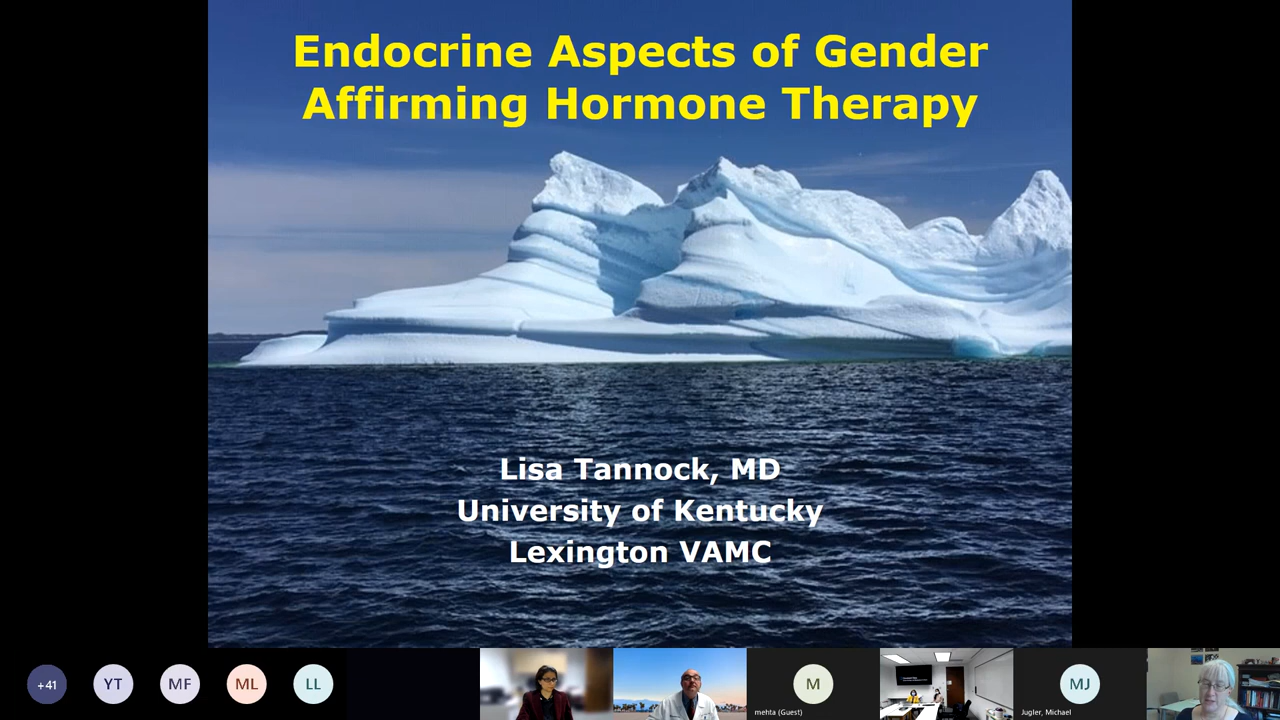 Endocrine Aspects of Gender
Affirming Hormone Therapy
Lisa Tannock, MD
University of Kentucky
Lexington VAMC
+41
YT
MF
ML
LL
M
mehta (Guest)
MJ
Jugler, Michael